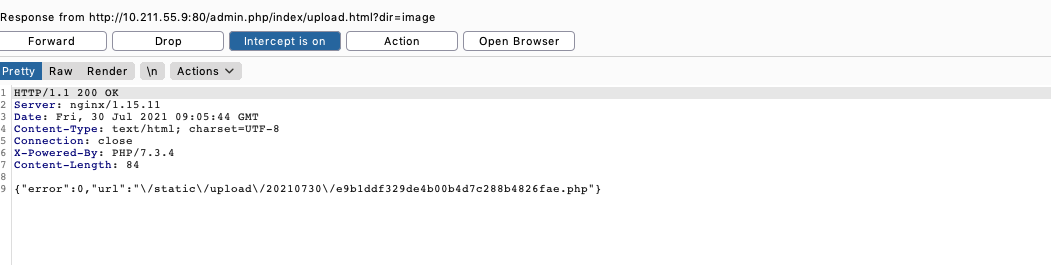 Response from http://10.211.55.9:80/admin.php/index/upload.html?dir=image
Forward Drop Intercept is on Action Open Browser
Pretty Raw Render \n Actions
1 HTTP/1.1 200 OK
2 Server: nginx/1.15.11
3 Date: Fri, 30 Jul 2021 09:05:44 GMT
4 Content-Type: text/html; charset=UTF-8
5 Connection: close
6 X-Powered-By: PHP/7.3.4
7 Content-Length: 84
8
9 {"error":0,"url":"\/static\/upload\/20210730\/e9b1ddf329de4b00b4d7c288b4826fae.php"}